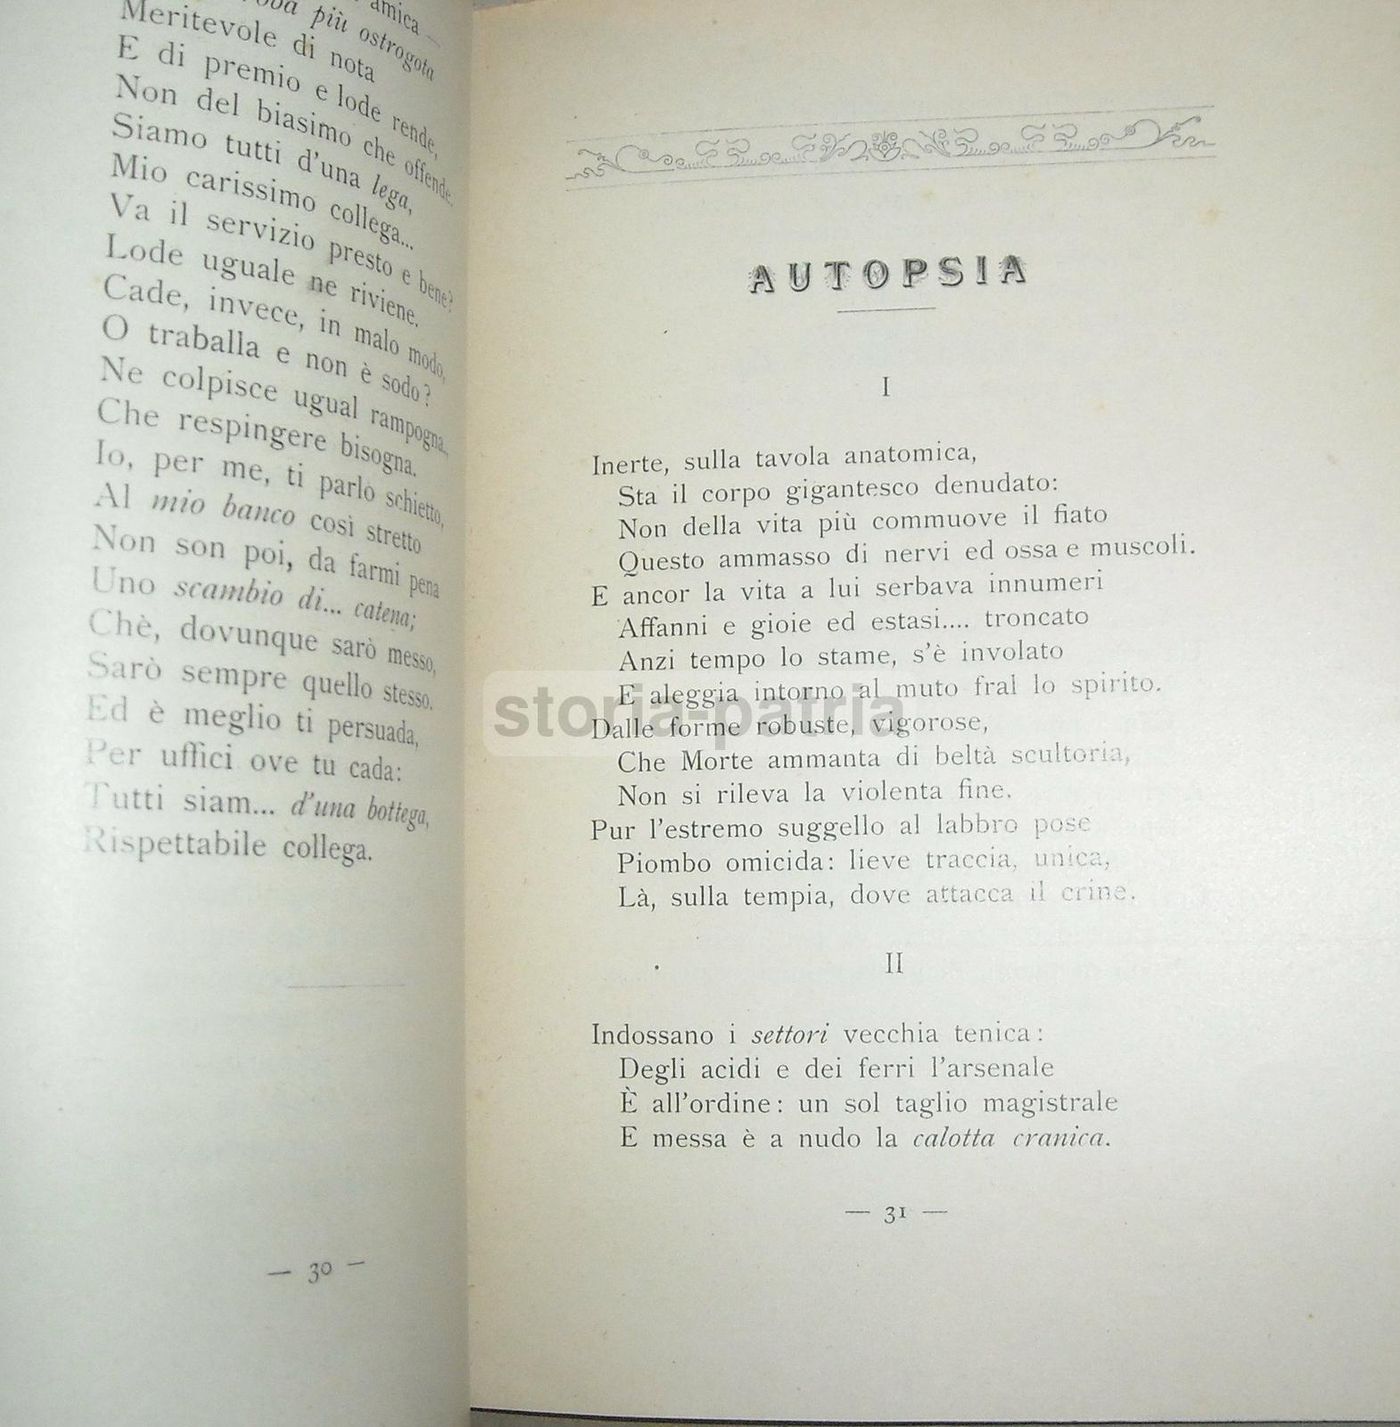 amica —
più ostrogota
Meritevole di nota
E di premio e lode rende,
Non del biasimo che offende.
Siamo tutti d'una lega,
Mio carissimo collega...
Va il servizio presto e bene?
Lode uguale ne riviene.
Cade, invece, in malo modo,
O traballa e non è sodo?
Ne colpisce ugual rampogna,
Che respingere bisogna.
Io, per me, ti parlo schietto,
Al mio banco così stretto
Non son poi, da farmi pena
Uno scambio di... catena;
Chè, dovunque sarò messo,
Sarò sempre quello stesso.
Ed è meglio ti persuada,
Per uffici ove tu cada:
Tutti siam... d'una bottega,
Rispettabile collega.
— 30 —
AUTOPSIA
I
Inerte, sulla tavola anatomica,
Sta il corpo gigantesco denudato:
Non della vita più commuove il fiato
Questo ammasso di nervi ed ossa e muscoli.
E ancor la vita a lui serbava innumeri
Affanni e gioie ed estasi.... troncato
Anzi tempo lo stame, s'è involato
E aleggia intorno al muto fral lo spirito.
Dalle forme robuste, vigorose,
Che Morte ammanta di beltà scultoria,
Non si rileva la violenta fine.
Pur l'estremo suggello al labbro pose
Piombo omicida: lieve traccia, unica,
Là, sulla tempia, dove attacca il crine.
II
Indossano i settori vecchia tenica:
Degli acidi e dei ferri l'arsenale
È all'ordine: un sol taglio magistrale
E messa è a nudo la calotta cranica.
— 31 —
storia-patria